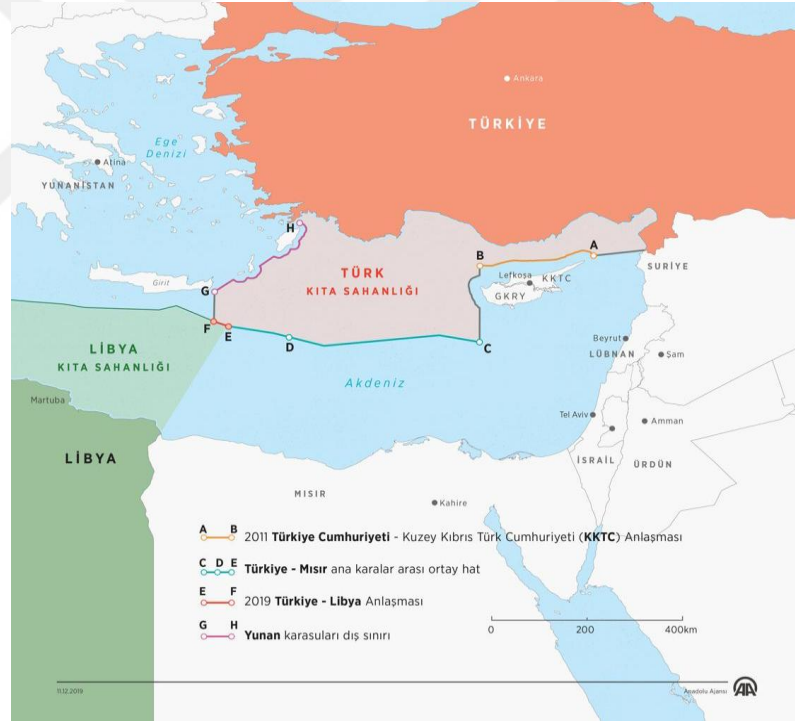 Ankara
TÜRKİYE
Ege
Denizi
Atina
YUNANİSTAN
H
B
A
TÜRK
KITA SAHANLIĞI
Lefkoşa
KKTC
GKRY
SURİYE
Girit
G
F
E
D
C
Beyrut
LÜBNAN
Şam
LİBYA
KITA SAHANLIĞI
Akdeniz
Martuba
Tel Aviv
Amman
LİBYA
İSRAİL
ÜRDÜN
MISIR
Kahire
A B
2011 Türkiye Cumhuriyeti - Kuzey Kıbrıs Türk Cumhuriyeti (KKTC) Anlaşması
C D E
Türkiye - Mısır ana karalar arası ortay hat
E F
2019 Türkiye - Libya Anlaşması
G H
Yunan karasuları dış sınırı
0 200 400km
11.12.2019
Anadolu Ajansı
AA